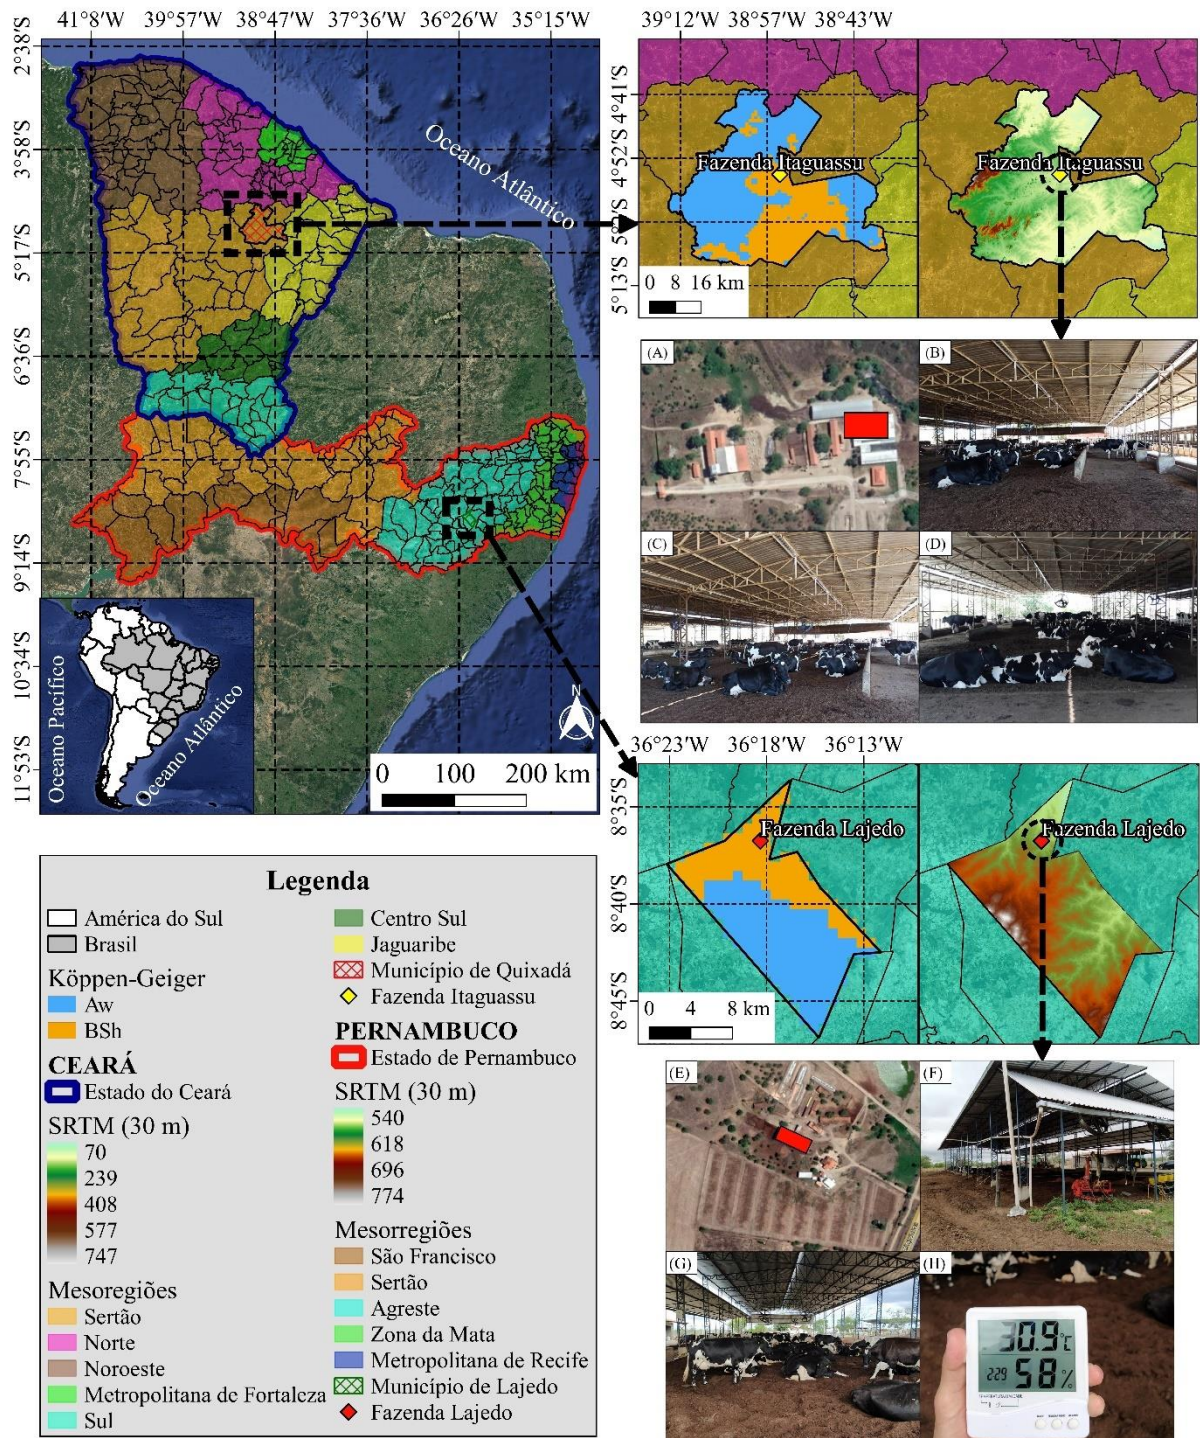 41°8'W 39°57'W 38°47'W 37°36'W 36°26'W 35°15'W
2°38'S
3°58'S
5°17'S
6°36'S
7°55'S
9°14'S
10°34'S
11°53'S
Oceano Atlântico
Oceano Pacífico
Oceano Atlântico
N
0 100 200 km
39°12'W 38°57'W 38°43'W
4°41'S
4°52'S
5°2'S
5°13'S
Fazenda Itaguassu
Fazenda Itaguassu
0 8 16 km
(A)
(B)
(C)
(D)
36°23'W 36°18'W 36°13'W
8°35'S
8°40'S
8°45'S
Fazenda Lajedo
Fazenda Lajedo
0 4 8 km
(E)
(F)
(G)
(H)
30.9 °C
2:29 58 %
Legenda
América do Sul
Brasil
Köppen-Geiger
Aw
BSh
CEARÁ
Estado do Ceará
SRTM (30 m)
70
239
408
577
747
Mesoregiões
Sertão
Norte
Noroeste
Metropolitana de Fortaleza
Sul
Centro Sul
Jaguaribe
Município de Quixadá
Fazenda Itaguassu
PERNAMBUCO
Estado de Pernambuco
SRTM (30 m)
540
618
696
774
Mesorregiões
São Francisco
Sertão
Agreste
Zona da Mata
Metropolitana de Recife
Município de Lajedo
Fazenda Lajedo